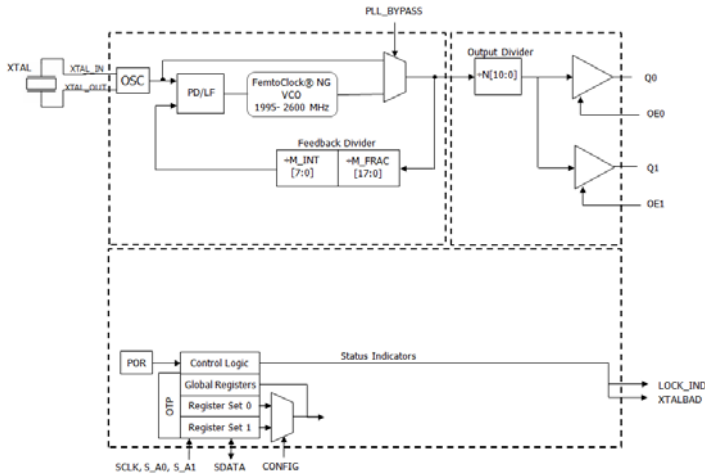 PLL_BYPASS
XTAL
XTAL_IN
XTAL_OUT
OSC
PD/LF
FemtoClock® NG
VCO
1995- 2600 MHz
Output Divider
÷N[10:0]
Q0
OE0
Feedback Divider
÷M_INT
[7:0]
÷M_FRAC
[17:0]
Q1
OE1
POR
Control Logic
Status Indicators
Global Registers
OTP
Register Set 0
Register Set 1
LOCK_IND
XTALBAD
SCLK, S_A0, S_A1
SDATA
CONFIG